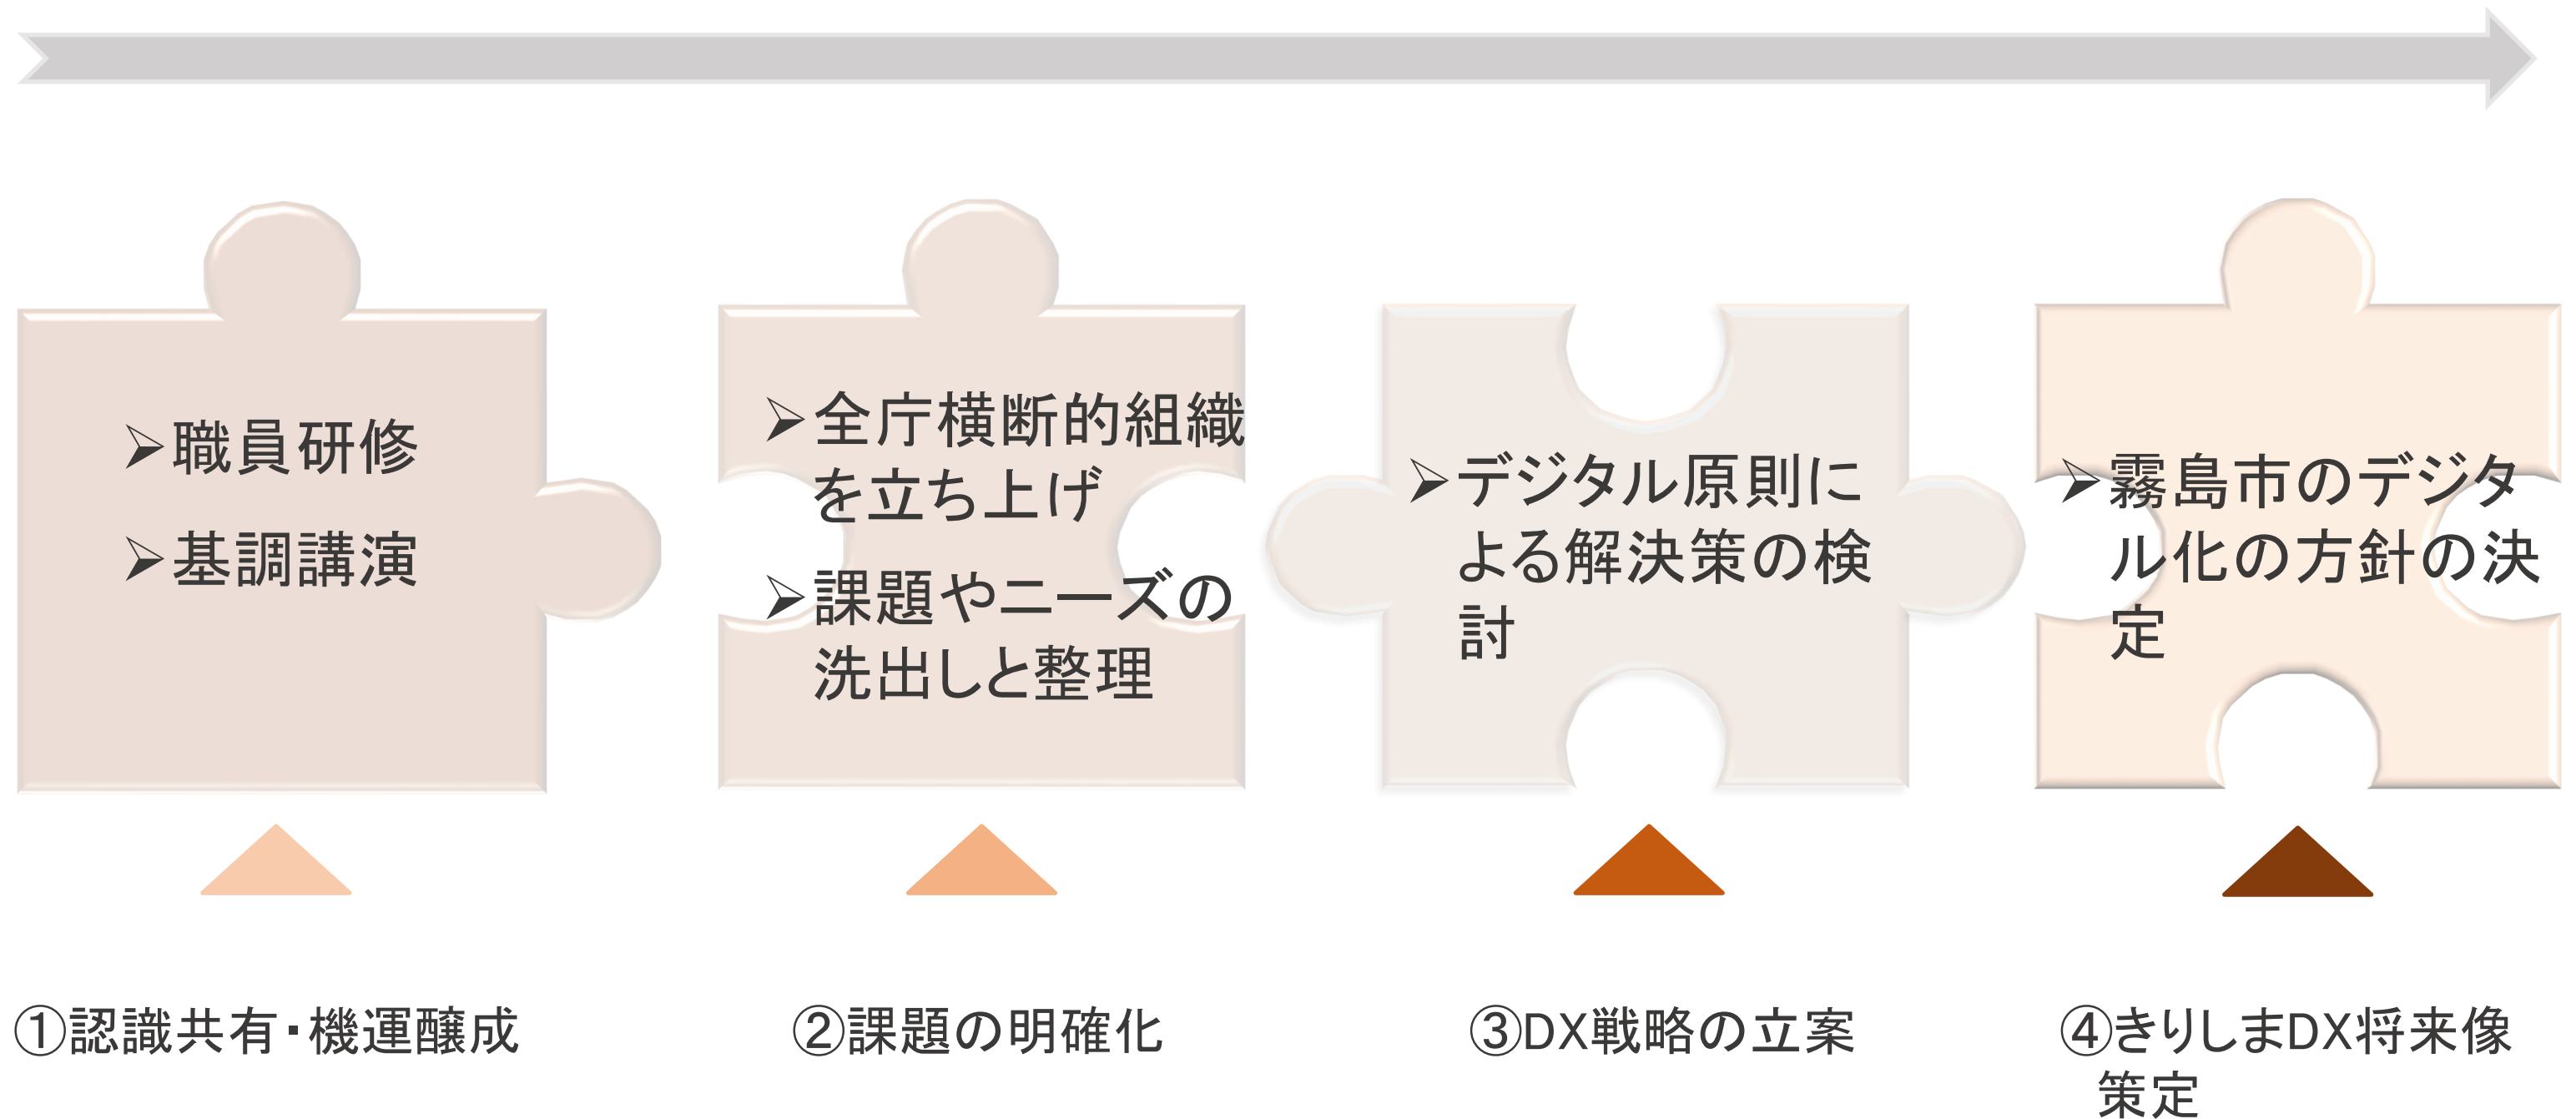 ➢職員研修
➢基調講演
➢全庁横断的組織
を立ち上げ
➢課題やニーズの
洗出しと整理
➢デジタル原則に
よる解決策の検
討
➢霧島市のデジタ
ル化の方針の決
定
①認識共有・機運醸成
②課題の明確化
③DX戦略の立案
④きりしまDX将来像
策定